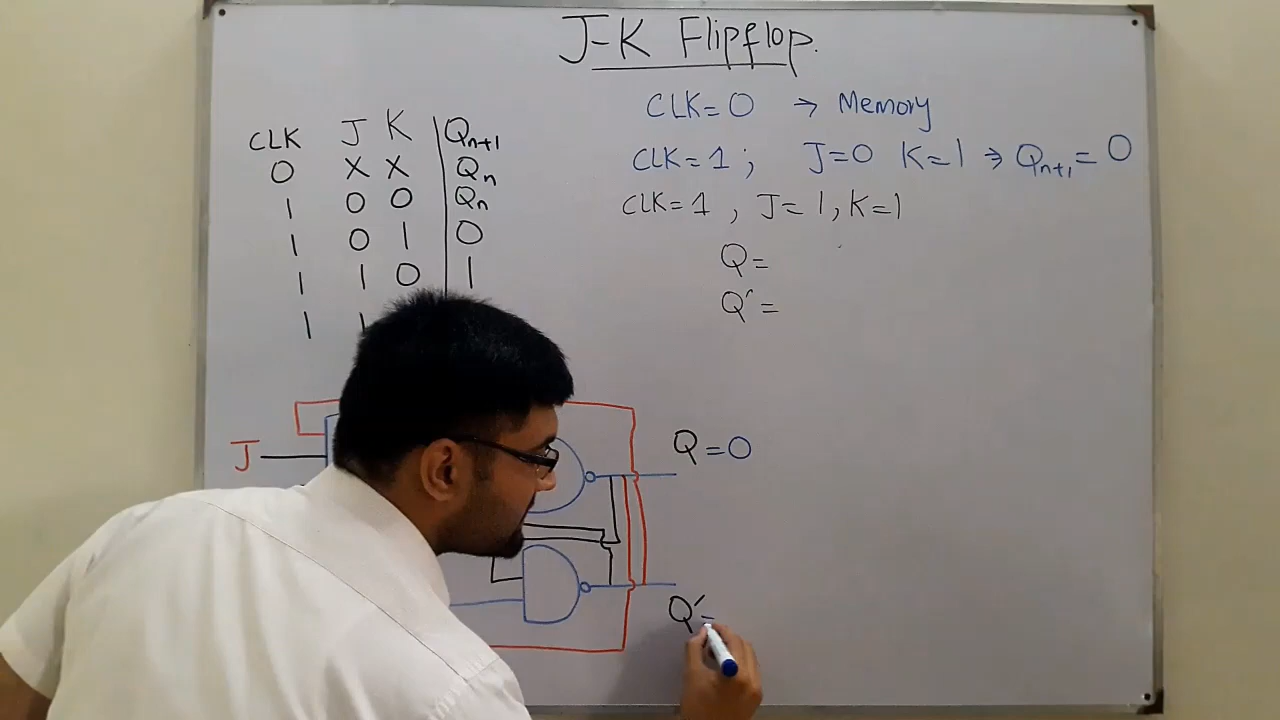 J-K Flipflop.
CLK=0 → Memory
CLK=1 ; J=0 K=1 ⇒ Qn+1 = 0
CLK=1 , J=1, K=1
Q=
Q' =
CLK J K Qn+1
0 X X Qn
1 0 0 Qn
1 0 1 0
1 1 0 1
1 1
J
Q=0
Q'=